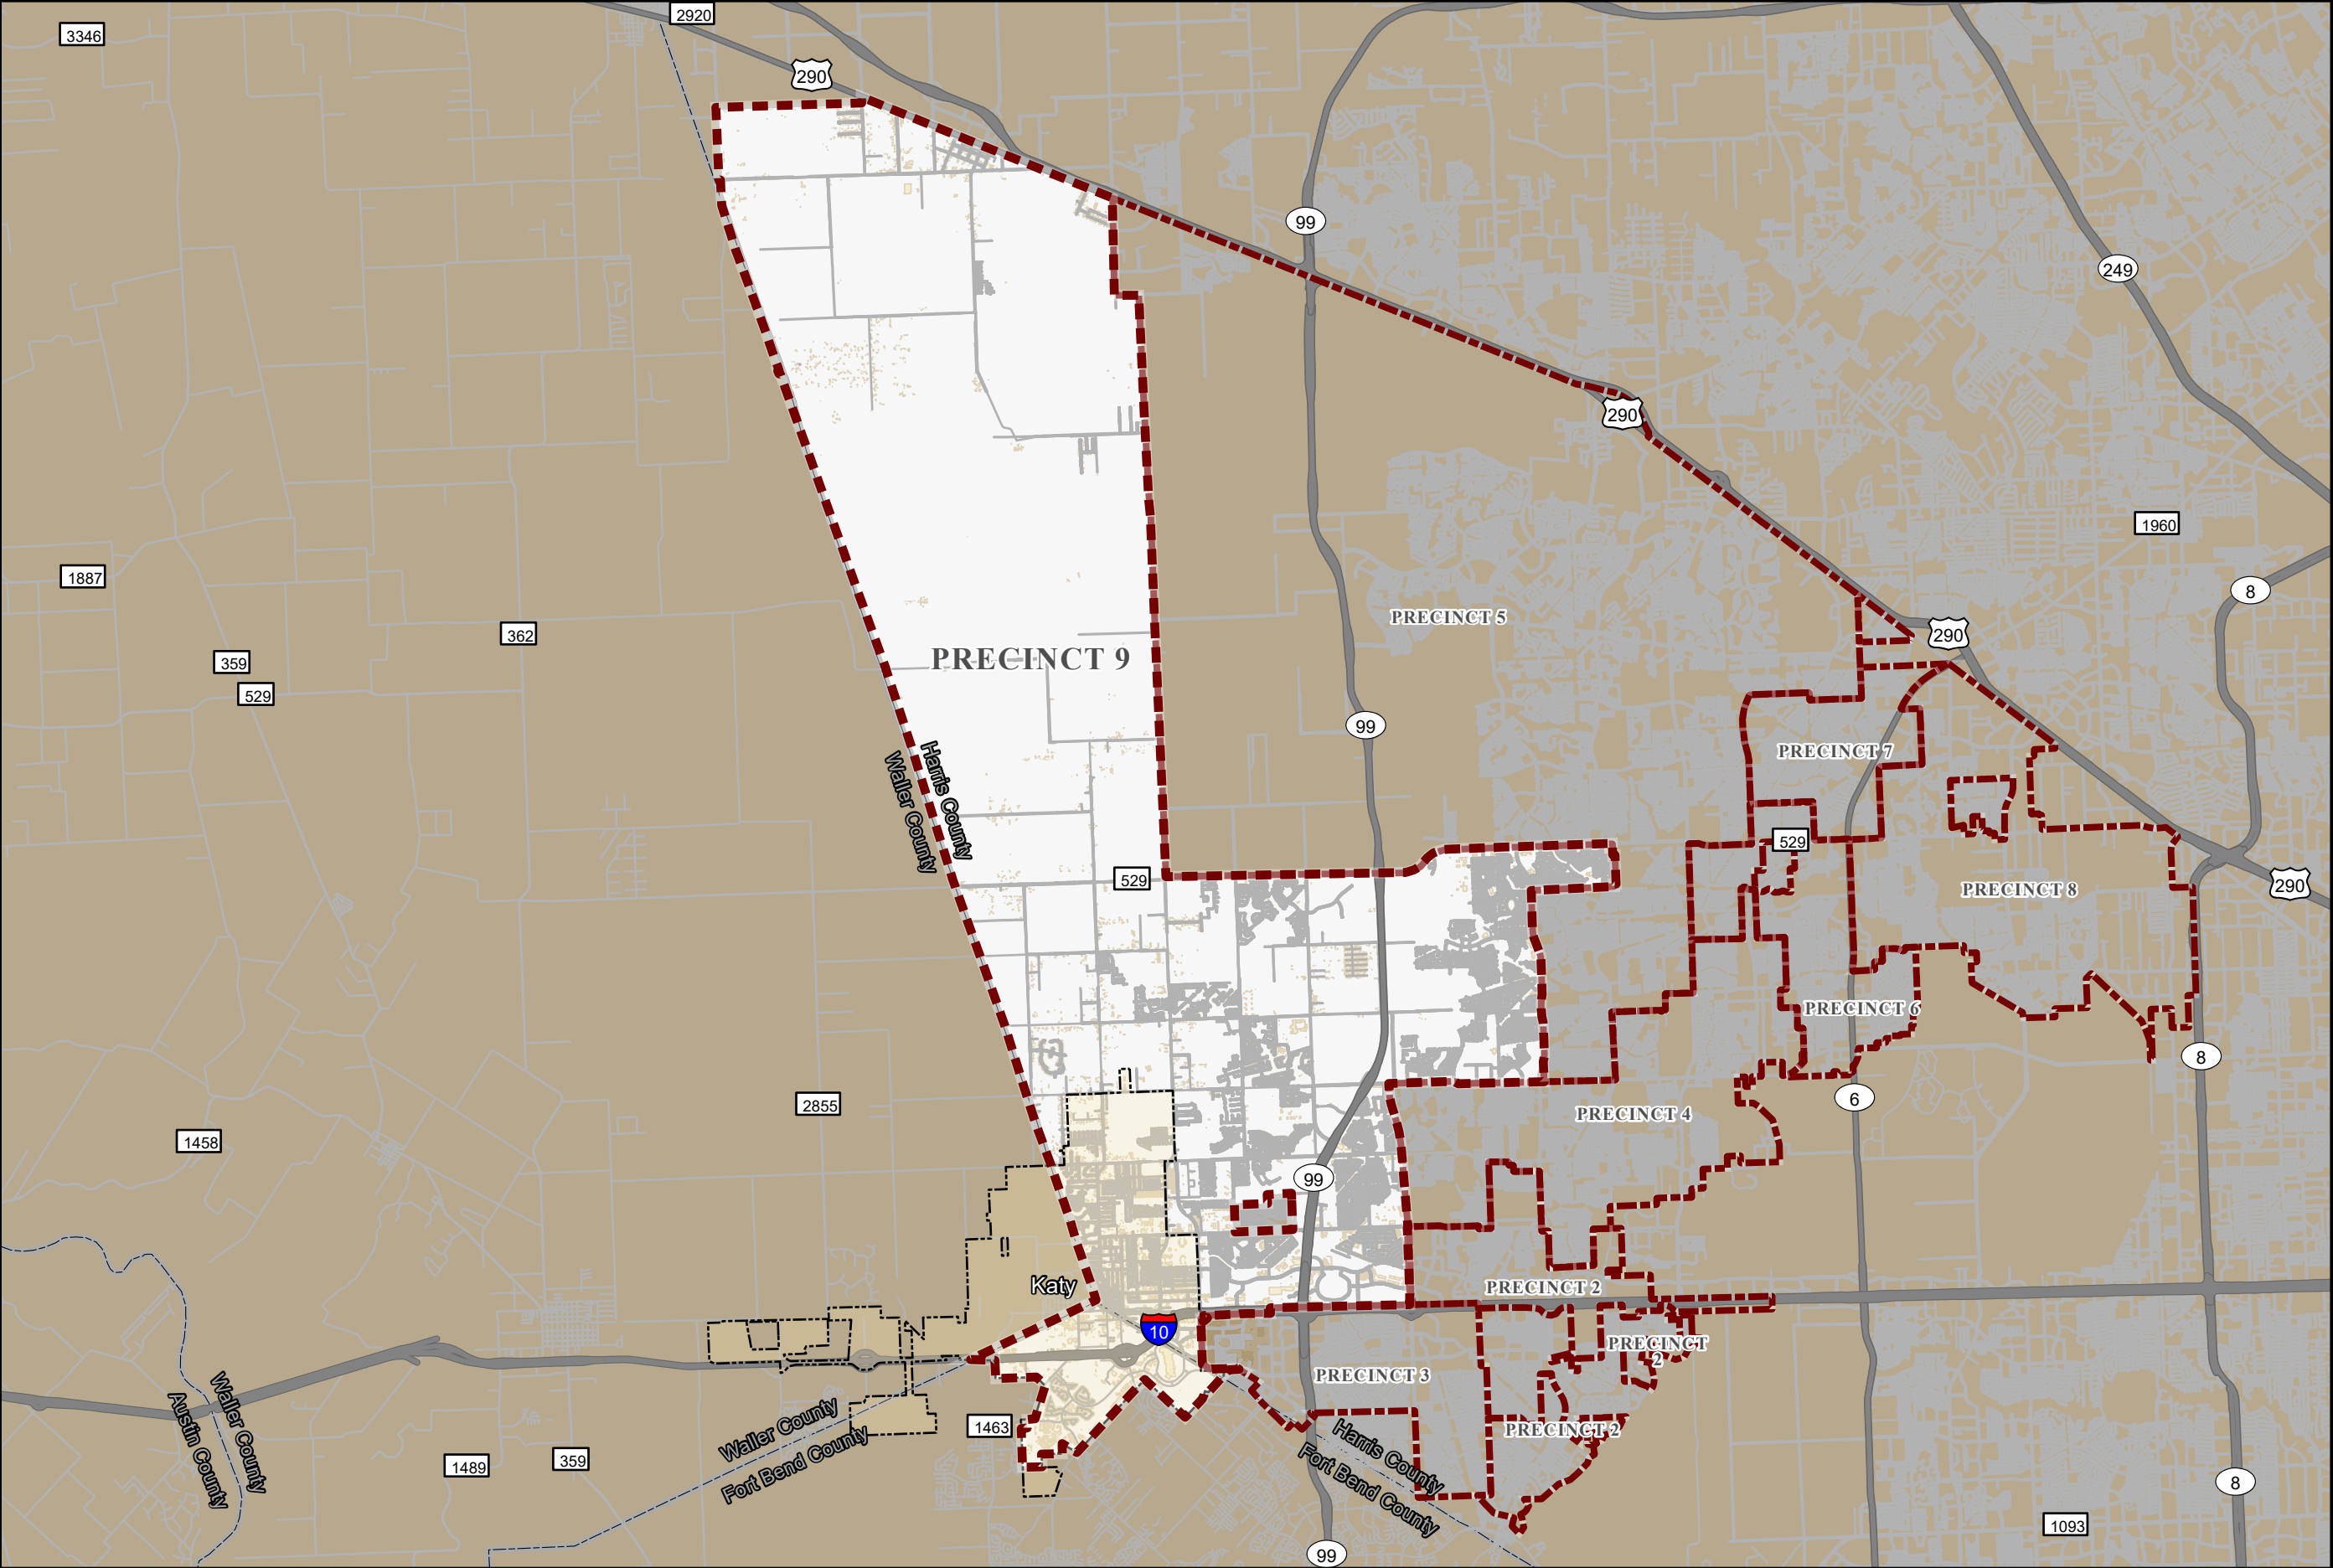 2920
3346
290
99
249
290
1960
1887
8
PRECINCT 5
362
290
PRECINCT 9
359
529
99
PRECINCT 7
Harris County
Waller County
529
529
290
PRECINCT 8
PRECINCT 6
8
6
2855
PRECINCT 4
1458
99
Katy
PRECINCT 2
10
PRECINCT
2
PRECINCT 3
Waller County
Austin County
Waller County
Fort Bend County
1463
PRECINCT 2
Harris County
Fort Bend County
1489
359
8
1093
99